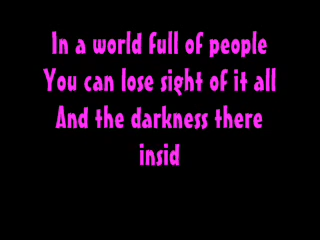 In a world full of people
You can lose sight of it all
And the darkness there
insid